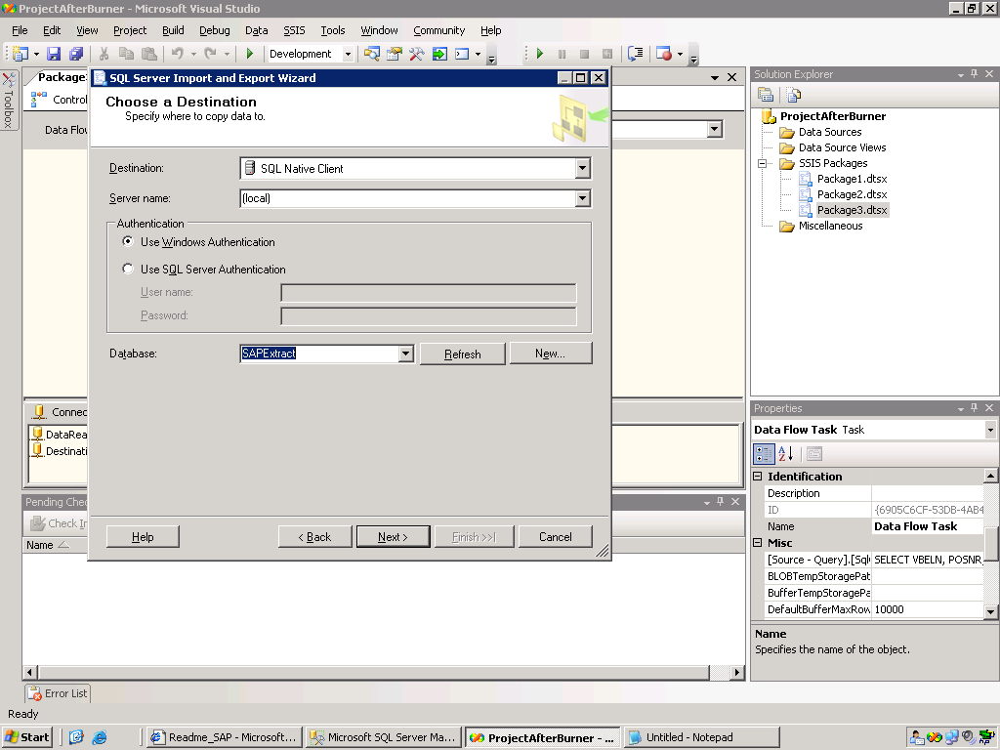 ProjectAfterBurner - Microsoft Visual Studio
File Edit View Project Build Debug Data SSIS Tools Window Community Help
Development
Toolbox
Package
Control
Data Flo
SQL Server Import and Export Wizard
Choose a Destination
Specify where to copy data to.
Destination: SQL Native Client
Server name: (local)
Authentication
Use Windows Authentication
Use SQL Server Authentication
User name:
Password:
Database: SAPExtract Refresh New...
Help < Back Next > Finish >>| Cancel
Connec
DataRea
Destinati
Pending Chec
Check In
Name
Error List
Ready
Solution Explorer
ProjectAfterBurner
Data Sources
Data Source Views
SSIS Packages
Package1.dtsx
Package2.dtsx
Package3.dtsx
Miscellaneous
Properties
Data Flow Task Task
Identification
Description
ID {6905C6CF-53DB-4AB4
Name Data Flow Task
Misc
[Source - Query].[Sql SELECT VBELN, POSNR
BLOBTempStoragePat
BufferTempStoragePa
DefaultBufferMaxRow 10000
Name
Specifies the name of the object.
Start Readme_SAP - Microsoft... Microsoft SQL Server Ma... ProjectAfterBurner - ... Untitled - Notepad